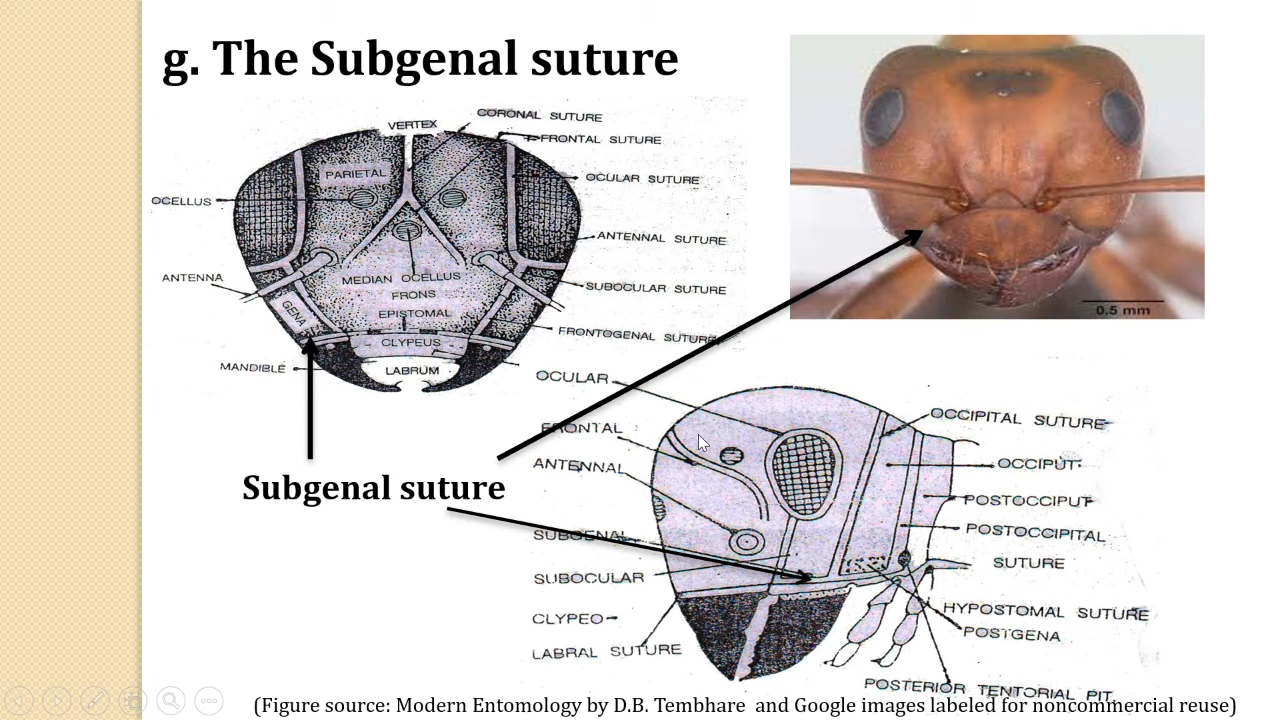 g. The Subgenal suture
VERTEX
CORONAL SUTURE
FRONTAL SUTURE
PARIETAL
OCULAR SUTURE
OCELLUS
ANTENNAL SUTURE
ANTENNA
MEDIAN OCELLUS
SUBOCULAR SUTURE
FRONS
GENA
EPISTOMAL
FRONTOGENAL SUTURE
CLYPEUS
MANDIBLE
LABRUM
0.5 mm
Subgenal suture
OCULAR
FRONTAL
ANTENNAL
SUBGENAL
SUBOCULAR
CLYPEO
LABRAL SUTURE
OCCIPITAL SUTURE
OCCIPUT
POSTOCCIPUT
POSTOCCIPITAL
SUTURE
HYPOSTOMAL SUTURE
POSTGENA
POSTERIOR TENTORIAL PIT
(Figure source: Modern Entomology by D.B. Tembhare and Google images labeled for noncommercial reuse)